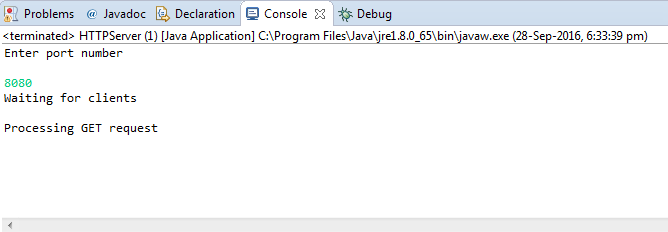 Problems @ Javadoc Declaration Console Debug
<terminated> HTTPServer (1) [Java Application] C:\Program Files\Java\jre1.8.0_65\bin\javaw.exe (28-Sep-2016, 6:33:39 pm)
Enter port number
8080
Waiting for clients
Processing GET request